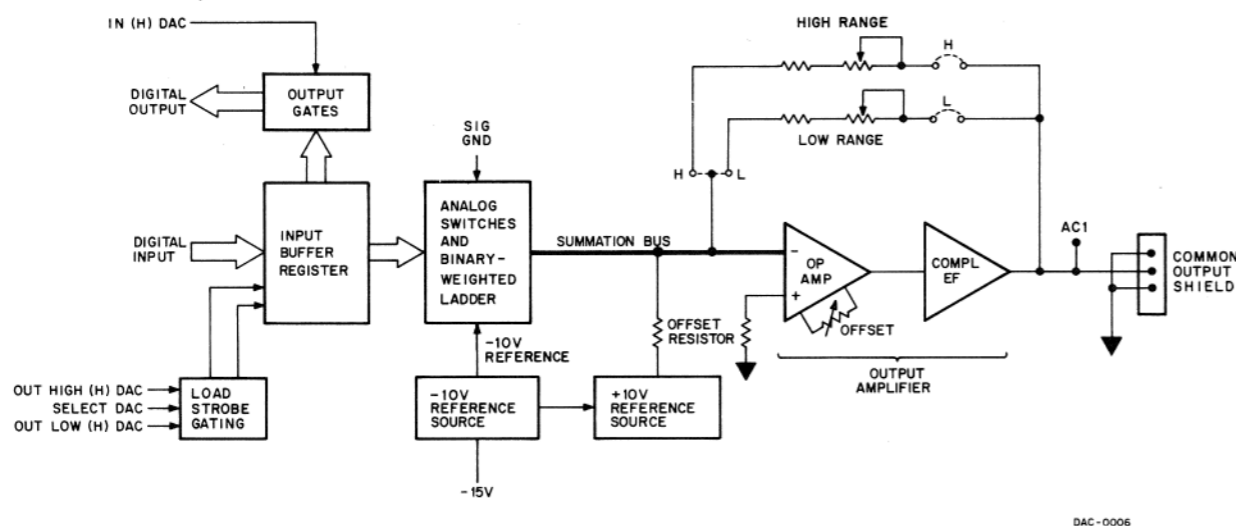 IN (H) DAC
HIGH RANGE
H
DIGITAL
OUTPUT
OUTPUT
GATES
SIG
GND
L
LOW RANGE
H
L
DIGITAL
INPUT
INPUT
BUFFER
REGISTER
ANALOG
SWITCHES
AND
BINARY-
WEIGHTED
LADDER
SUMMATION BUS
-
OP
AMP
+
OFFSET
COMPL
EF
AC1
COMMON
OUTPUT
SHIELD
OFFSET
RESISTOR
-10V
REFERENCE
OUTPUT
AMPLIFIER
OUT HIGH (H) DAC
SELECT DAC
OUT LOW (H) DAC
LOAD
STROBE
GATING
-10V
REFERENCE
SOURCE
+10V
REFERENCE
SOURCE
-15V
DAC-0006